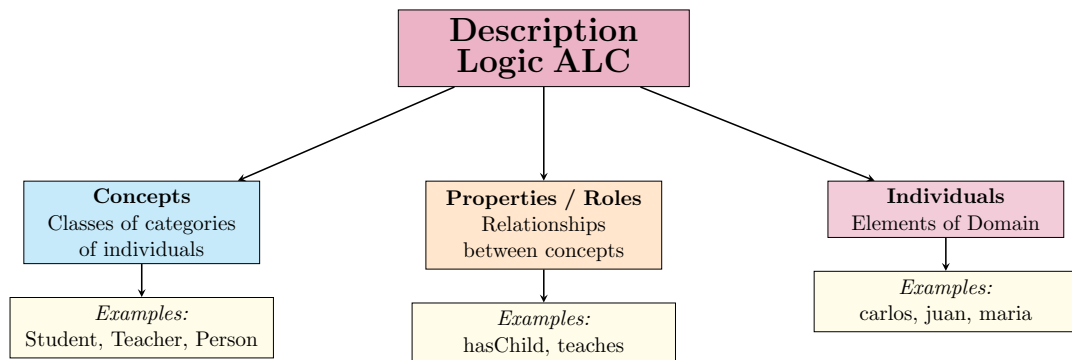 Description
Logic ALC
Concepts
Classes of categories
of individuals
Properties / Roles
Relationships
between concepts
Individuals
Elements of Domain
Examples:
Student, Teacher, Person
Examples:
hasChild, teaches
Examples:
carlos, juan, maria